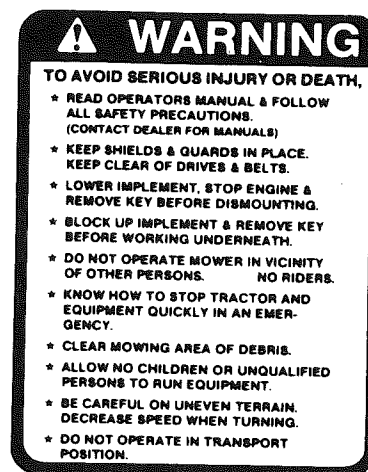 WARNING
TO AVOID SERIOUS INJURY OR DEATH,
* READ OPERATORS MANUAL & FOLLOW
ALL SAFETY PRECAUTIONS.
(CONTACT DEALER FOR MANUALS)
* KEEP SHIELDS & GUARDS IN PLACE.
KEEP CLEAR OF DRIVES & BELTS.
* LOWER IMPLEMENT, STOP ENGINE &
REMOVE KEY BEFORE DISMOUNTING.
* BLOCK UP IMPLEMENT & REMOVE KEY
BEFORE WORKING UNDERNEATH.
* DO NOT OPERATE MOWER IN VICINITY
OF OTHER PERSONS. NO RIDERS.
* KNOW HOW TO STOP TRACTOR AND
EQUIPMENT QUICKLY IN AN EMER-
GENCY.
* CLEAR MOWING AREA OF DEBRIS.
* ALLOW NO CHILDREN OR UNQUALIFIED
PERSONS TO RUN EQUIPMENT.
* BE CAREFUL ON UNEVEN TERRAIN.
DECREASE SPEED WHEN TURNING.
* DO NOT OPERATE IN TRANSPORT
POSITION.